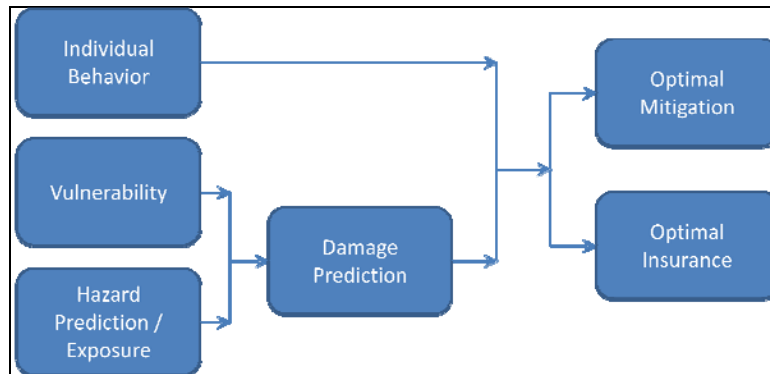 Individual
Behavior
Vulnerability
Hazard
Prediction /
Exposure
Damage
Prediction
Optimal
Mitigation
Optimal
Insurance